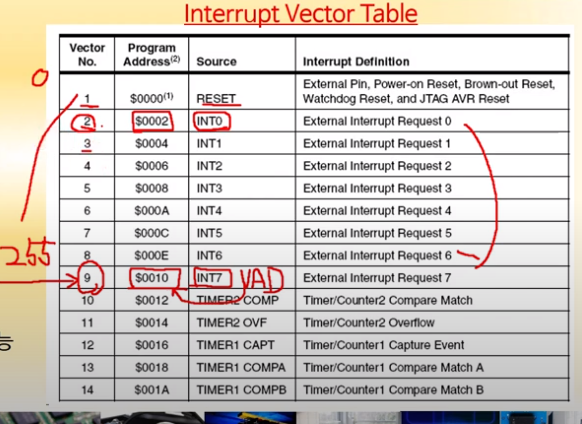 Interrupt Vector Table
Vector No. Program Address(2) Source Interrupt Definition
0
1 $0000(1) RESET External Pin, Power-on Reset, Brown-out Reset, Watchdog Reset, and JTAG AVR Reset
2 $0002 INT0 External Interrupt Request 0
3 $0004 INT1 External Interrupt Request 1
4 $0006 INT2 External Interrupt Request 2
5 $0008 INT3 External Interrupt Request 3
6 $000A INT4 External Interrupt Request 4
7 $000C INT5 External Interrupt Request 5
8 $000E INT6 External Interrupt Request 6
255
9 $0010 INT7 VAD External Interrupt Request 7
10 $0012 TIMER2 COMP Timer/Counter2 Compare Match
11 $0014 TIMER2 OVF Timer/Counter2 Overflow
12 $0016 TIMER1 CAPT Timer/Counter1 Capture Event
13 $0018 TIMER1 COMPA Timer/Counter1 Compare Match A
14 $001A TIMER1 COMPB Timer/Counter1 Compare Match B